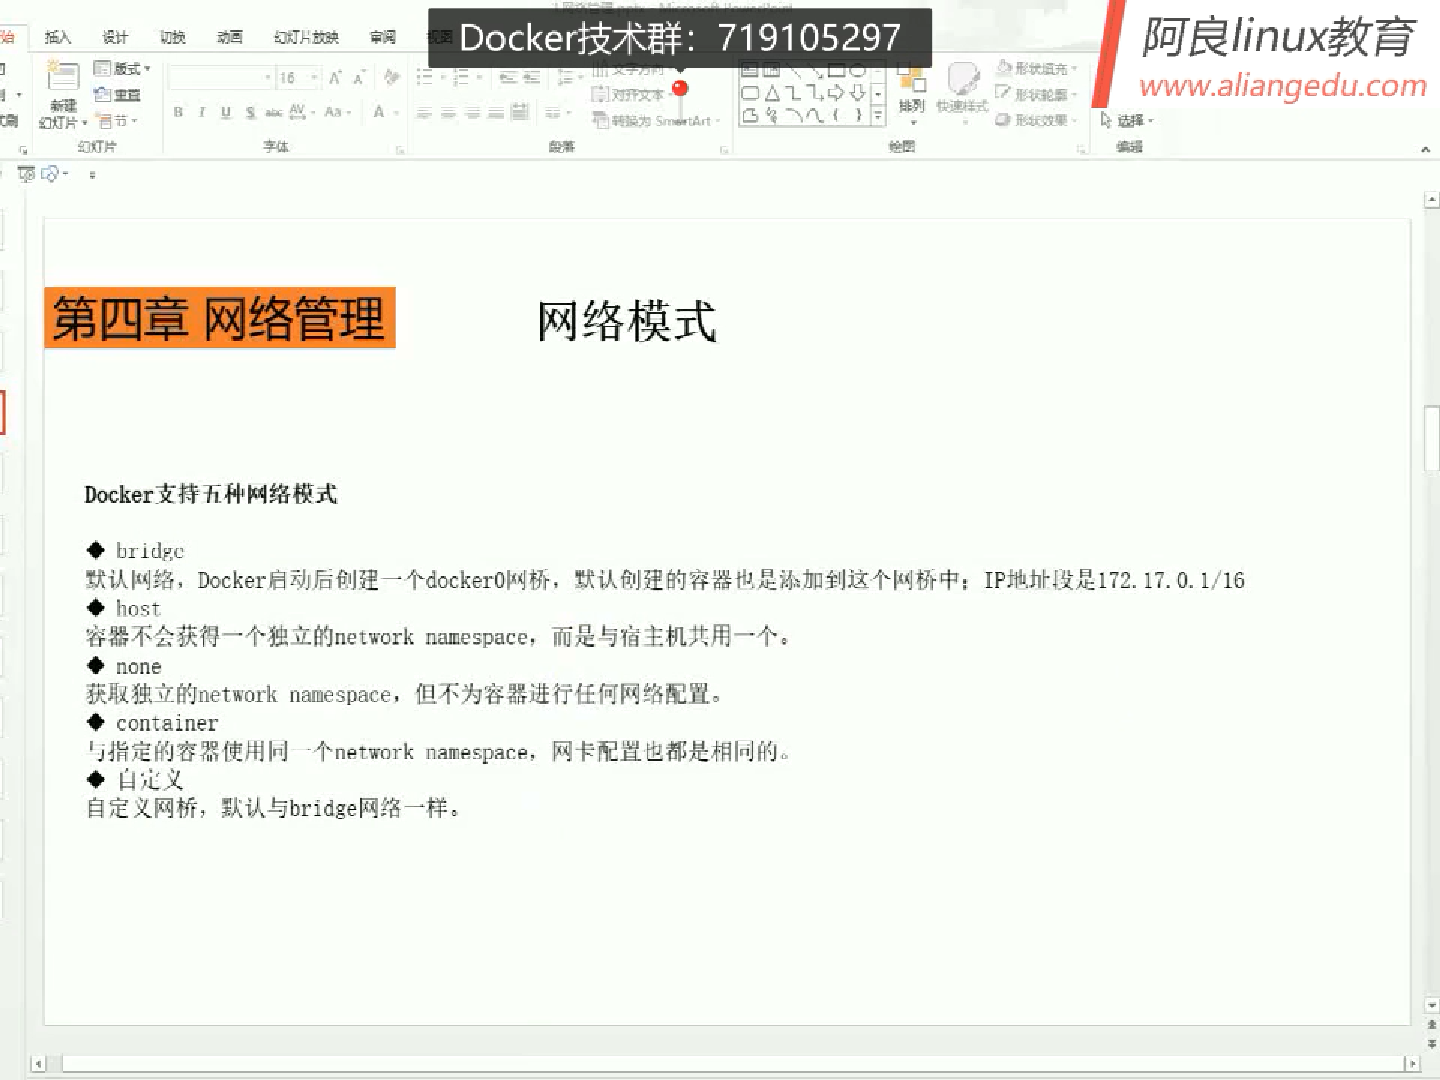 Docker技术群：719105297
阿良linux教育
www.aliangedu.com
插入 设计 切换 动画 幻灯片放映 审阅 视图
新建
幻灯片
版式
重置
节
16
B I U S abc AV Aa A
文字方向
对齐文本
转换为 SmartArt
排列
快速样式
形状填充
形状轮廓
形状效果
选择
幻灯片 字体 段落 绘图 编辑
第四章 网络管理
网络模式
Docker支持五种网络模式
◆ bridge
默认网络，Docker启动后创建一个docker0网桥，默认创建的容器也是添加到这个网桥中；IP地址段是172.17.0.1/16
◆ host
容器不会获得一个独立的network namespace，而是与宿主机共用一个。
◆ none
获取独立的network namespace，但不为容器进行任何网络配置。
◆ container
与指定的容器使用同一个network namespace，网卡配置也都是相同的。
◆ 自定义
自定义网桥，默认与bridge网络一样。